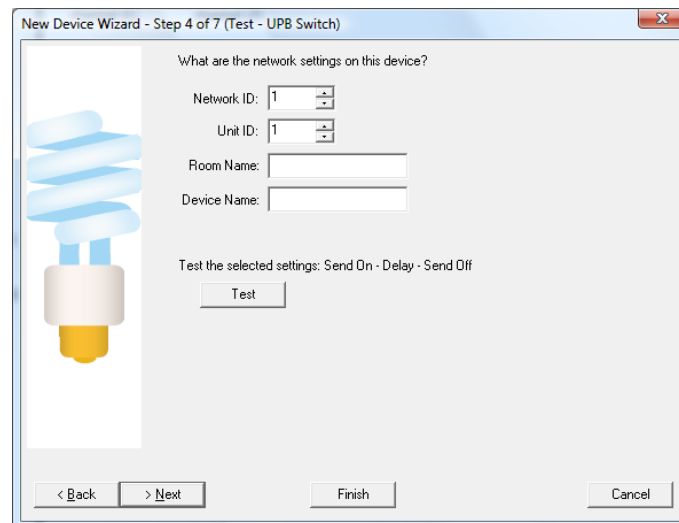 New Device Wizard - Step 4 of 7 (Test - UPB Switch)
What are the network settings on this device?
Network ID: 1
Unit ID: 1
Room Name:
Device Name:
Test the selected settings: Send On - Delay - Send Off
Test
< Back > Next Finish Cancel